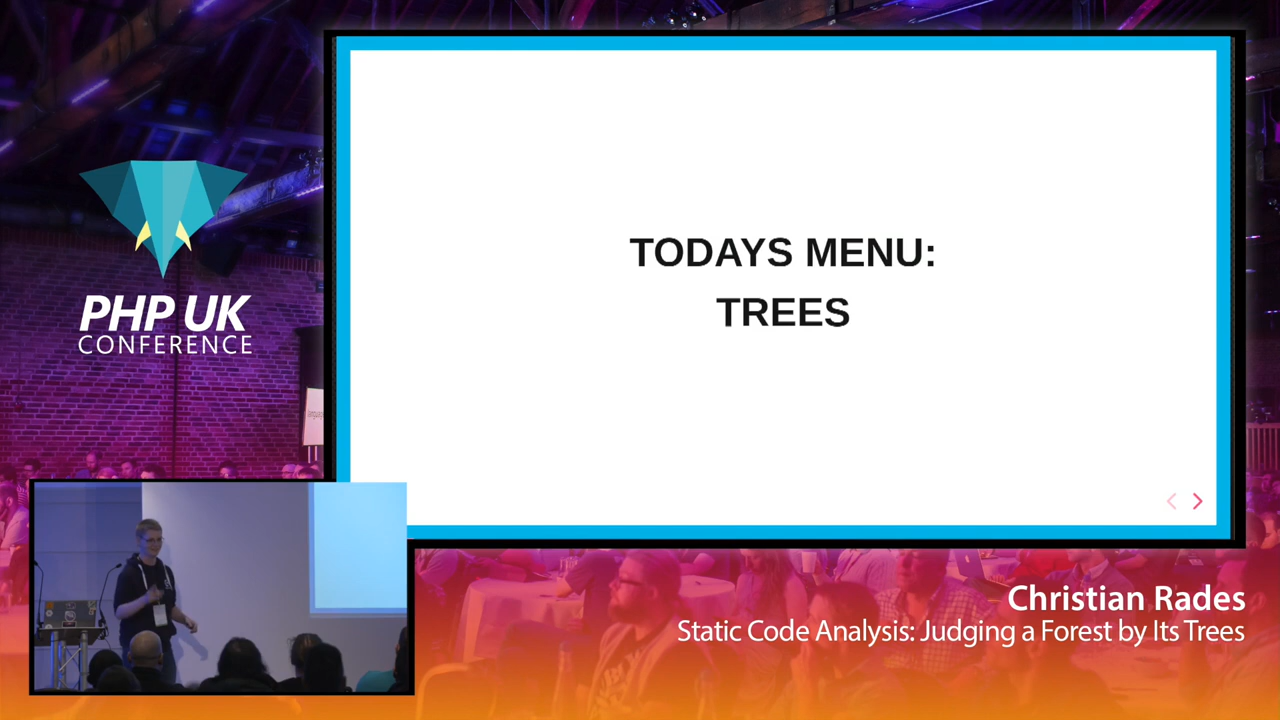 TODAYS MENU:
TREES
PHP UK
CONFERENCE
Christian Rades
Static Code Analysis: Judging a Forest by Its Trees